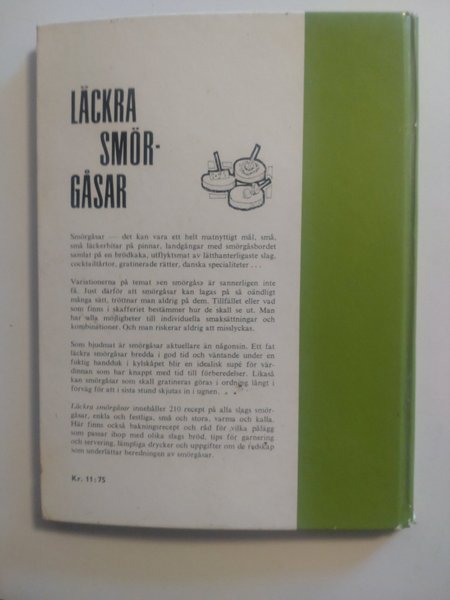 LÄCKRA
SMÖR-
GÅSAR
Smörgåsar — det kan vara ett helt matnyttigt mål, små,
små läckerbitar på pinnar, landgångar med smörgåsbordet
samlat på en brödkaka, utflyktsmat av lätthanterligaste slag,
cocktailtårtor, gratinerade rätter, danska specialiteter . . .
Variationerna på temat »en smörgås» är sannerligen inte
få. Just därför att smörgåsar kan lagas på så oändligt
många sätt, tröttnar man aldrig på dem. Tillfället eller vad
som finns i skafferiet bestämmer hur de skall se ut. Man
har alla möjligheter till individuella smaksättningar och
kombinationer. Och man riskerar aldrig att misslyckas.
Som bjudmat är smörgåsar aktuellare än någonsin. Ett fat
läckra smörgåsar bredda i god tid och väntande under en
fuktig handduk i kylskåpet blir en idealisk supé för vär-
dinnan som har knappt med tid till förberedelser. Likaså
kan smörgåsar som skall gratineras göras i ordning långt i
förväg för att i sista stund skjutas in i ugnen.
Läckra smörgåsar innehåller 210 recept på alla slags smör-
gåsar, enkla och festliga, små och stora, varma och kalla.
Här finns också bakningsrecept och råd för vilka pålägg
som passar ihop med olika slags bröd, tips för garnering
och servering, lämpliga drycker och uppgifter om de redskap
som underlättar beredningen av smörgåsar.
Kr. 11:75